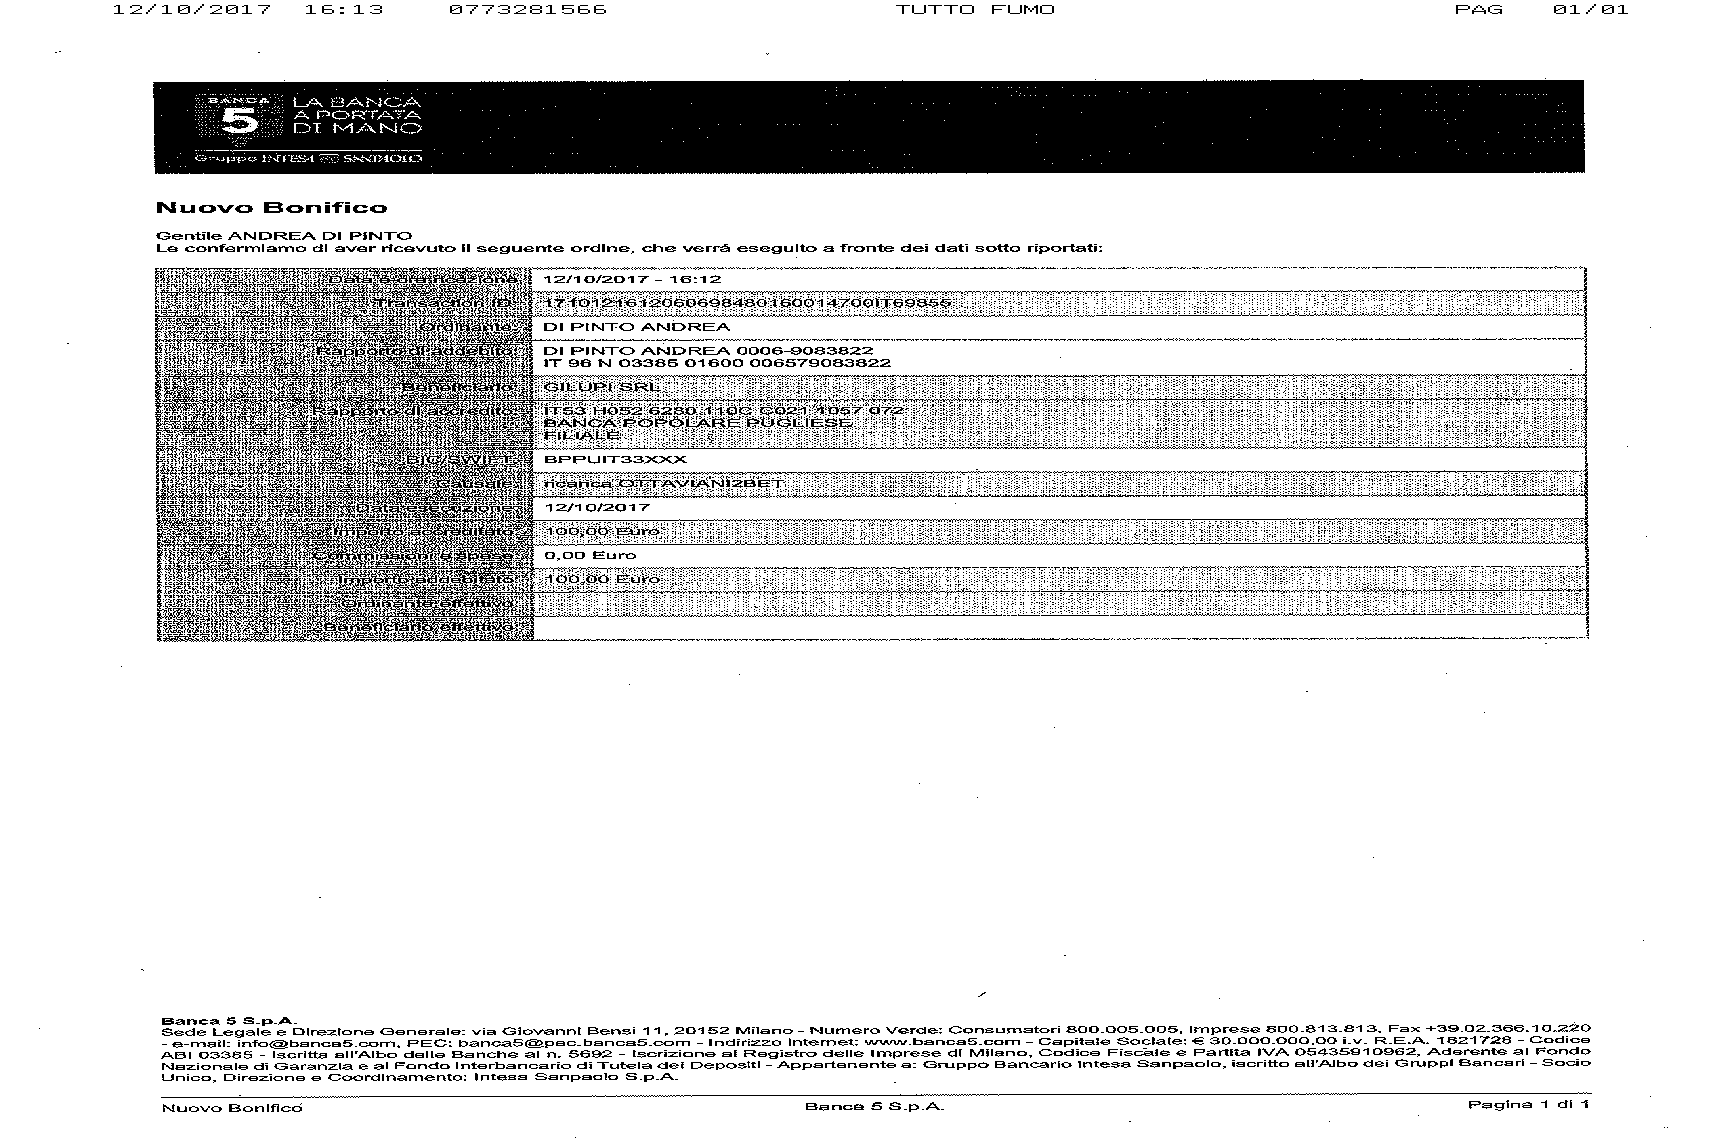 12/10/2017 16:13 0773281566 TUTTO FUMO PAG 01/01
BANCA 5
LA BANCA
A PORTATA
DI MANO
Gruppo INTESA SANPAOLO
Nuovo Bonifico
Gentile ANDREA DI PINTO
Le confermiamo di aver ricevuto il seguente ordine, che verrá eseguito a fronte dei dati sotto riportati:
12/10/2017 - 16:12
Transaction ID:
Ordinante: DI PINTO ANDREA
Rapporto di addebito: DI PINTO ANDREA 0006-9083822
IT 96 N 03385 01600 006579083822
Beneficiario: GILUPI SRL
Rapporto di accredito: IT53 H052 6280 110C C021 1057 072
BANCA POPOLARE PUGLIESE
FILIALE
BIC/SWIFT: BPPUIT33XXX
Causale: ricarica OTTAVIANI2BET
Data esecuzione: 12/10/2017
100,00 Euro
Commissioni e spese: 0,00 Euro
Importo addebitato: 100,00 Euro
Ordinante effettivo:
Beneficiario effettivo:
Banca 5 S.p.A.
Sede Legale e Direzione Generale: via Giovanni Bensi 11, 20152 Milano - Numero Verde: Consumatori 800.005.005, Imprese 800.813.813, Fax +39.02.366.10.220
- e-mail: info@banca5.com, PEC: banca5@pec.banca5.com - Indirizzo Internet: www.banca5.com - Capitale Sociale: € 30.000.000,00 i.v. R.E.A. 1621728 - Codice
ABI 03385 - Iscritta all'Albo delle Banche al n. 5692 - Iscrizione al Registro delle Imprese di Milano, Codice Fiscale e Partita IVA 05435910962, Aderente al Fondo
Nazionale di Garanzia e al Fondo Interbancario di Tutela dei Depositi - Appartenente a: Gruppo Bancario Intesa Sanpaolo, iscritto all'Albo dei Gruppi Bancari - Socio
Unico, Direzione e Coordinamento: Intesa Sanpaolo S.p.A.
Nuovo Bonifico Banca 5 S.p.A. Pagina 1 di 1